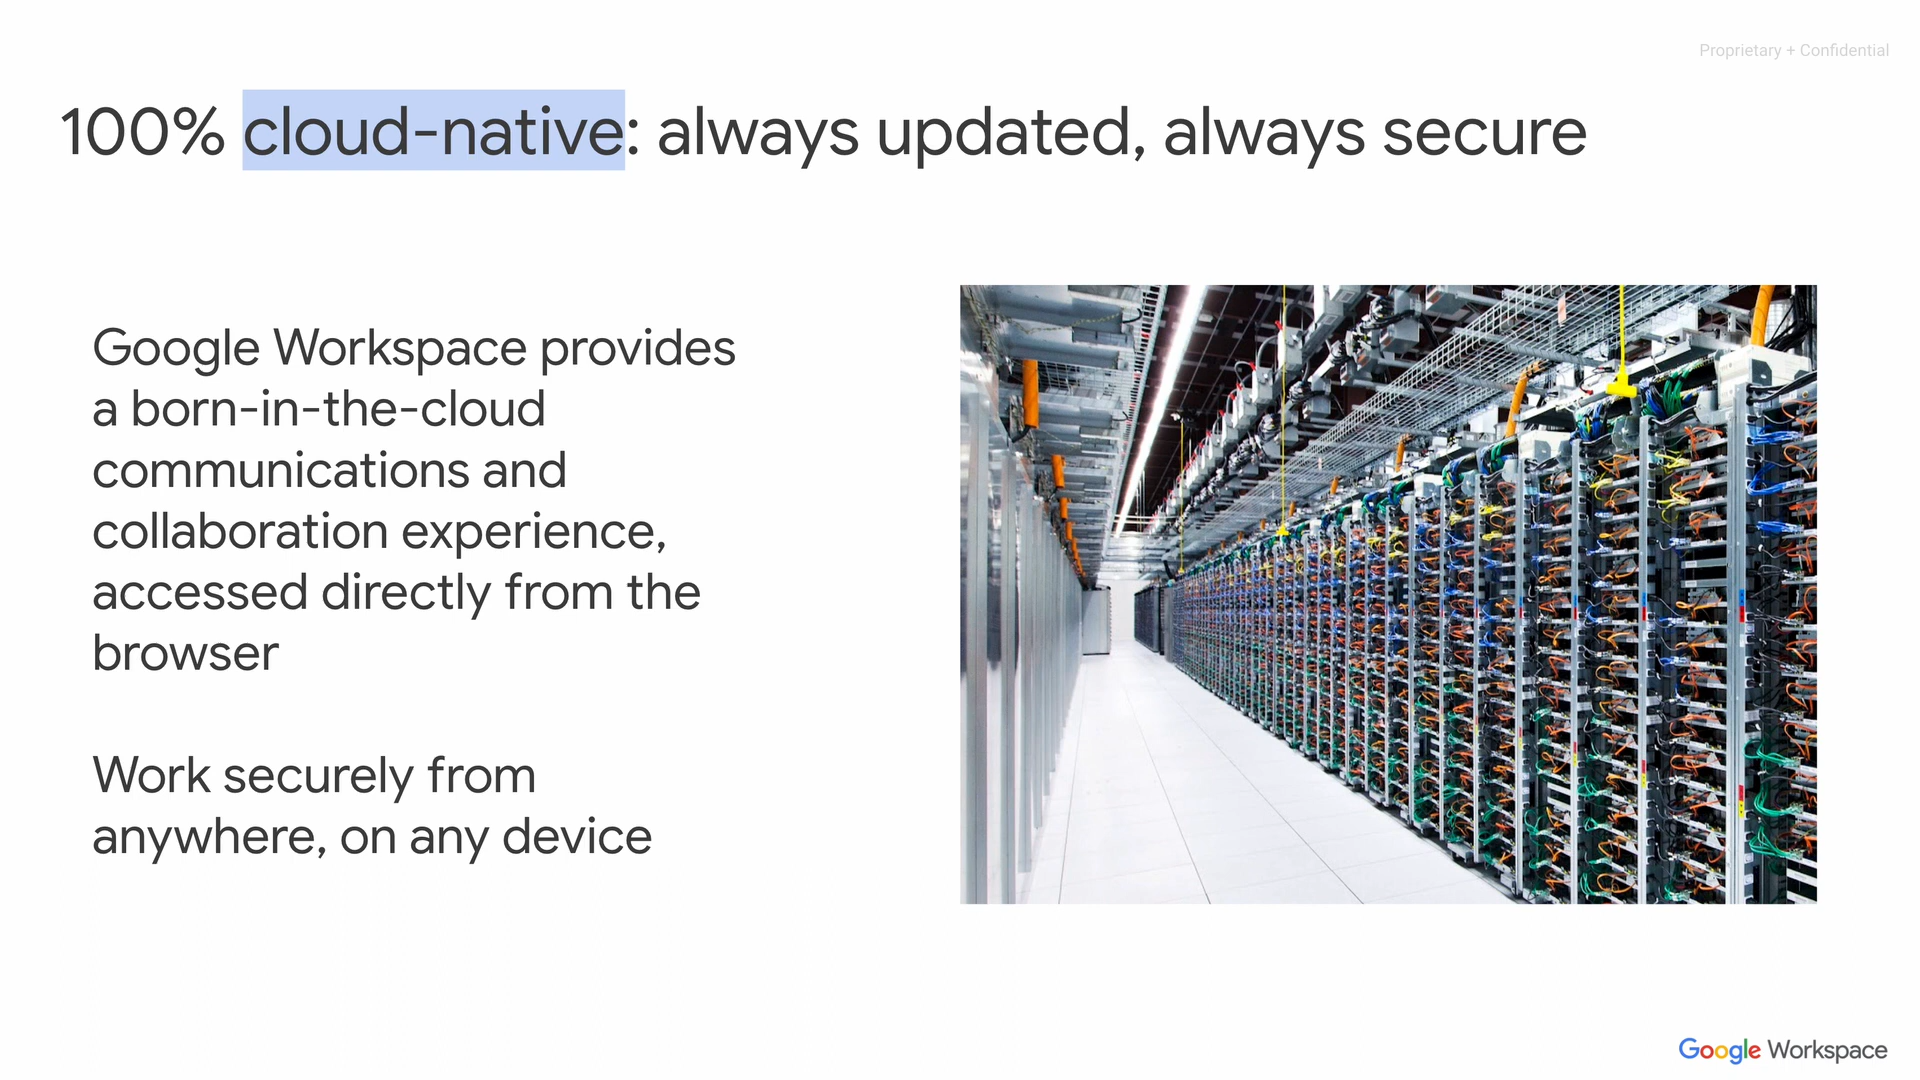 Proprietary + Confidential
100% cloud-native: always updated, always secure
Google Workspace provides
a born-in-the-cloud
communications and
collaboration experience,
accessed directly from the
browser
Work securely from
anywhere, on any device
Google Workspace